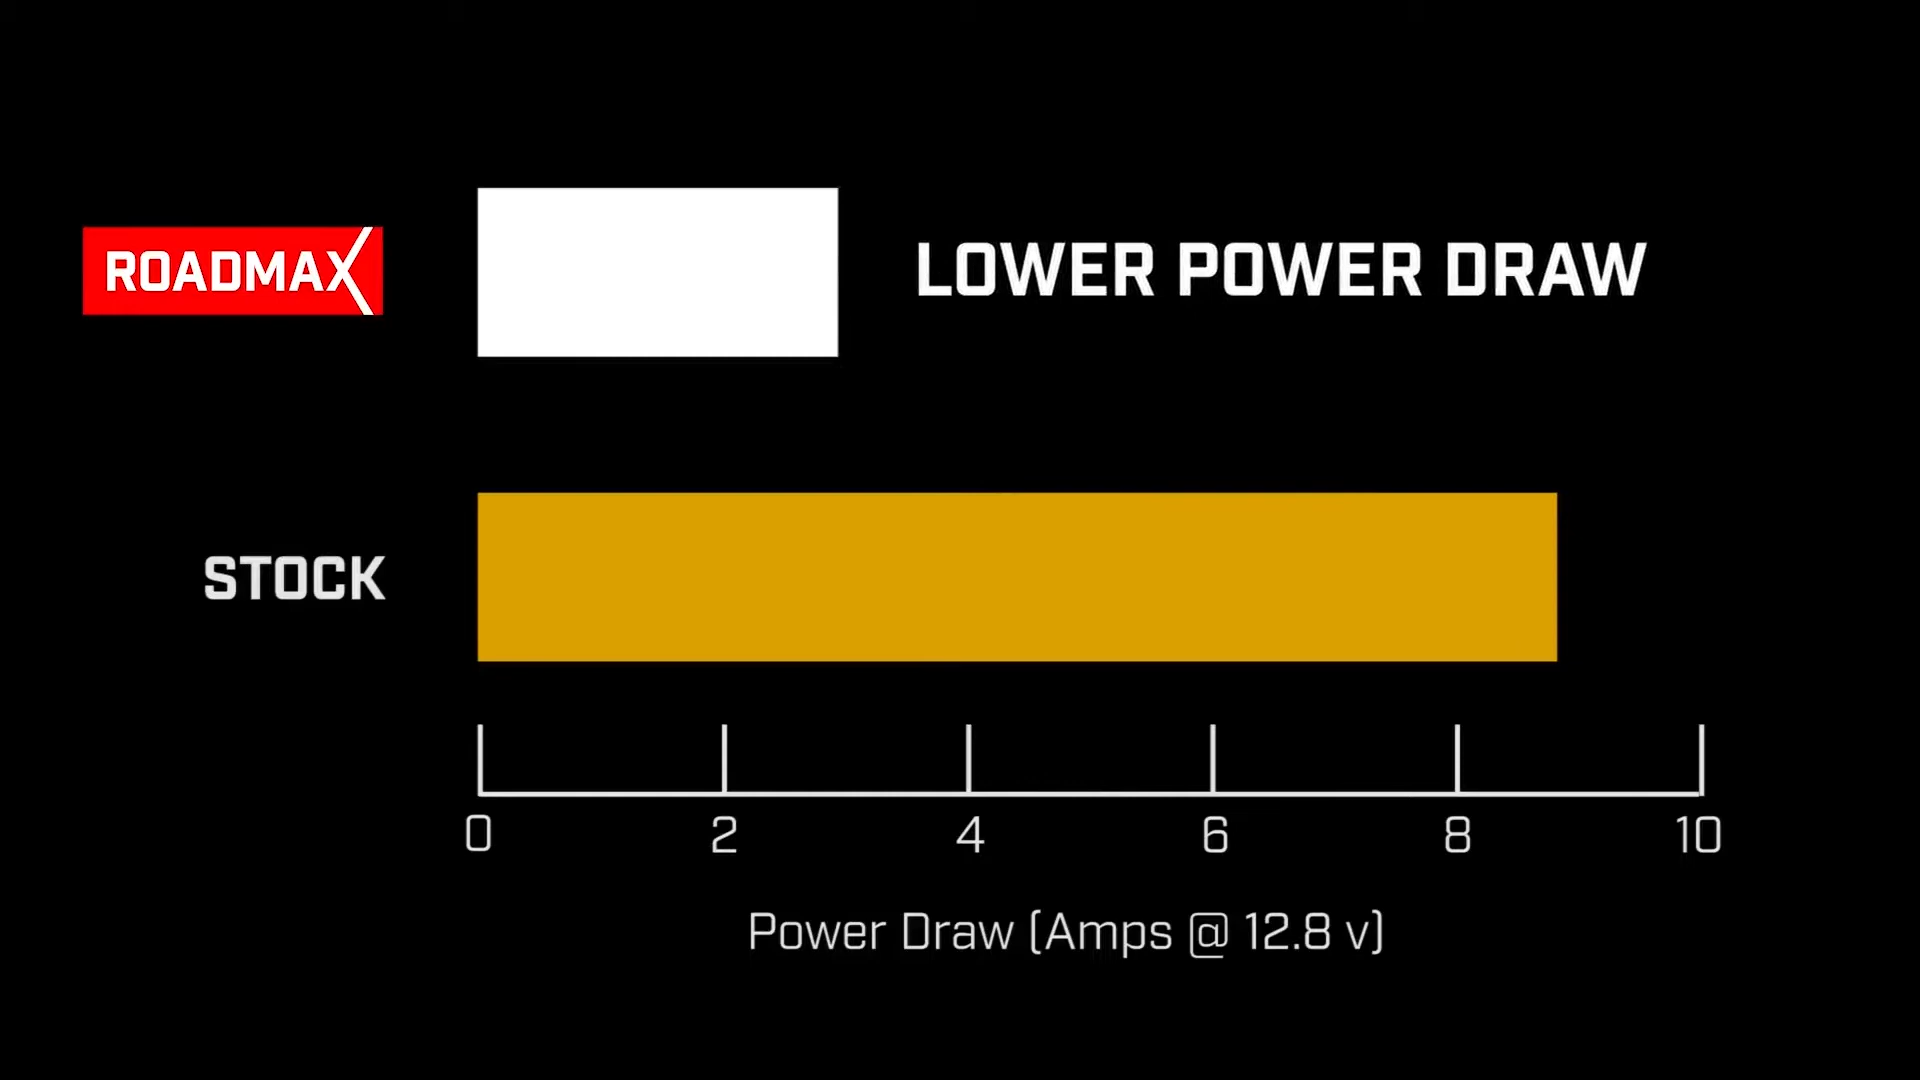 ROADMAX
LOWER POWER DRAW
STOCK
0 2 4 6 8 10
Power Draw (Amps @ 12.8 v)